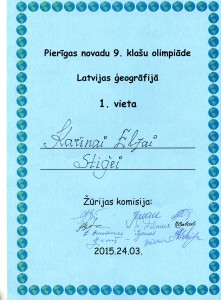 Pierīgas novadu 9. klašu olimpiāde
Latvijas ģeogrāfijā
1. vieta
Karīnai Elzai
Stiģei
Žūrijas komisija:
2015.24.03.